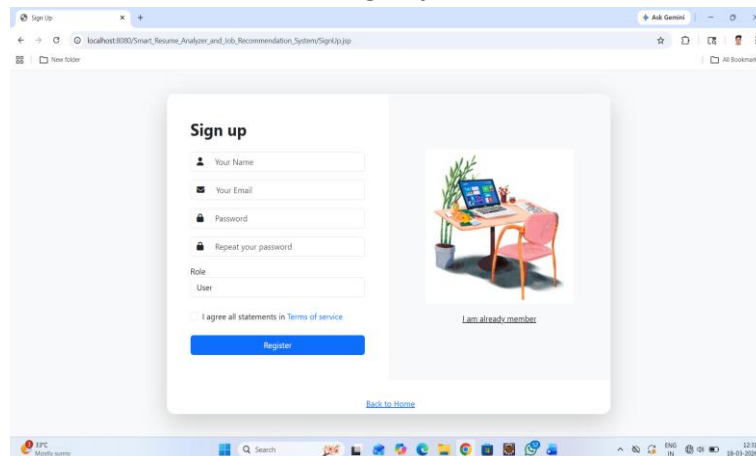 Sign Up
Ask Gemini
localhost:8080/Smart_Resume_Analyzer_and_Job_Recommendation_System/SignUp.jsp
New folder
All Bookmark
Sign up
Your Name
Your Email
Password
Repeat your password
Role
User
I agree all statements in Terms of service
Register
I am already member
Back to Home
33°C
Mostly sunny
Search
ENG
IN